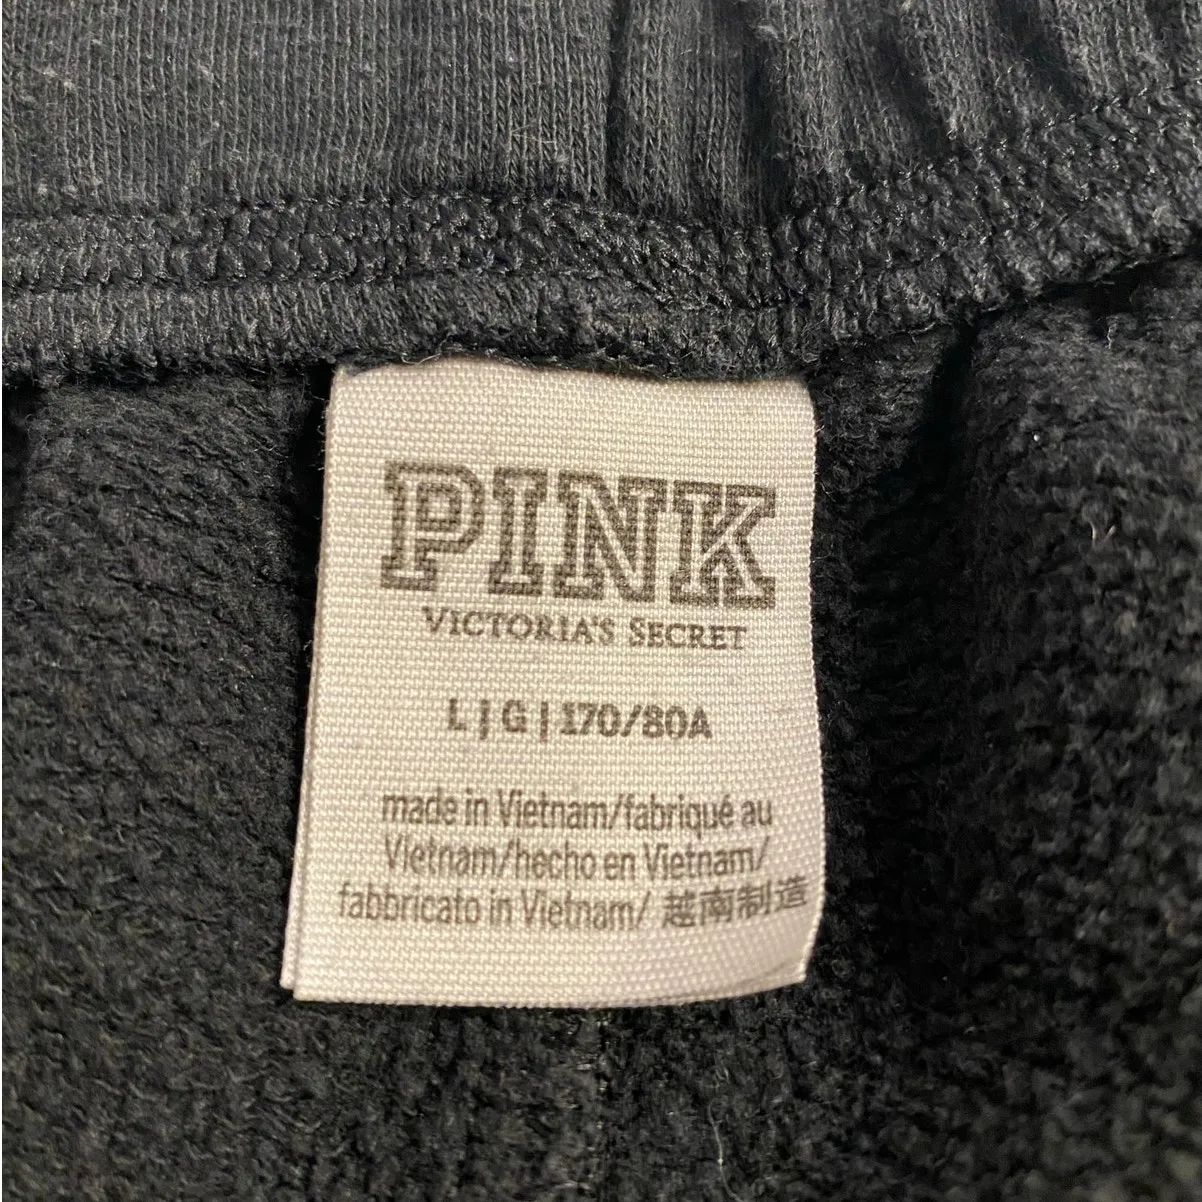 PINK
VICTORIA'S SECRET
L | G | 170/80A
made in Vietnam/fabriqué au
Vietnam/hecho en Vietnam/
fabbricato in Vietnam/ 越南制造